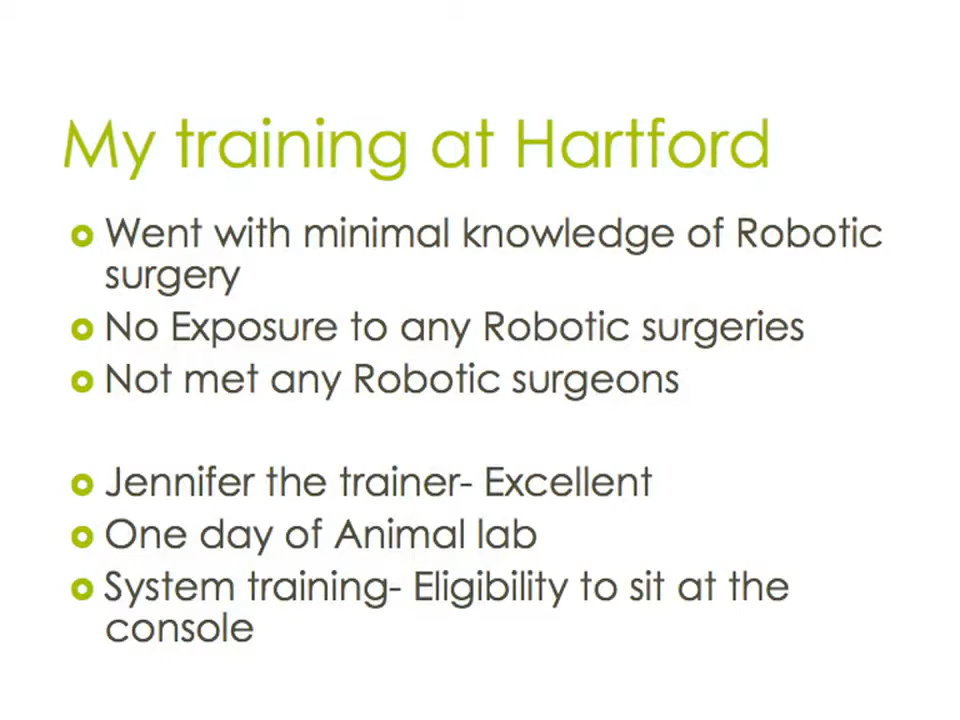 My training at Hartford
Went with minimal knowledge of Robotic
surgery
No Exposure to any Robotic surgeries
Not met any Robotic surgeons
Jennifer the trainer- Excellent
One day of Animal lab
System training- Eligibility to sit at the
console